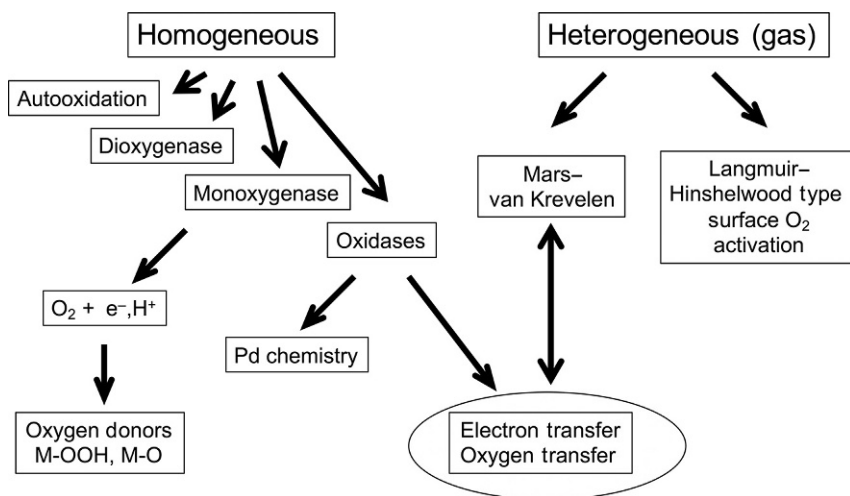 Homogeneous
Heterogeneous (gas)
Autooxidation
Dioxygenase
Monoxygenase
Oxidases
Mars–
van Krevelen
Langmuir–
Hinshelwood type
surface O₂
activation
O₂ + e⁻,H⁺
Pd chemistry
Oxygen donors
M-OOH, M-O
Electron transfer
Oxygen transfer